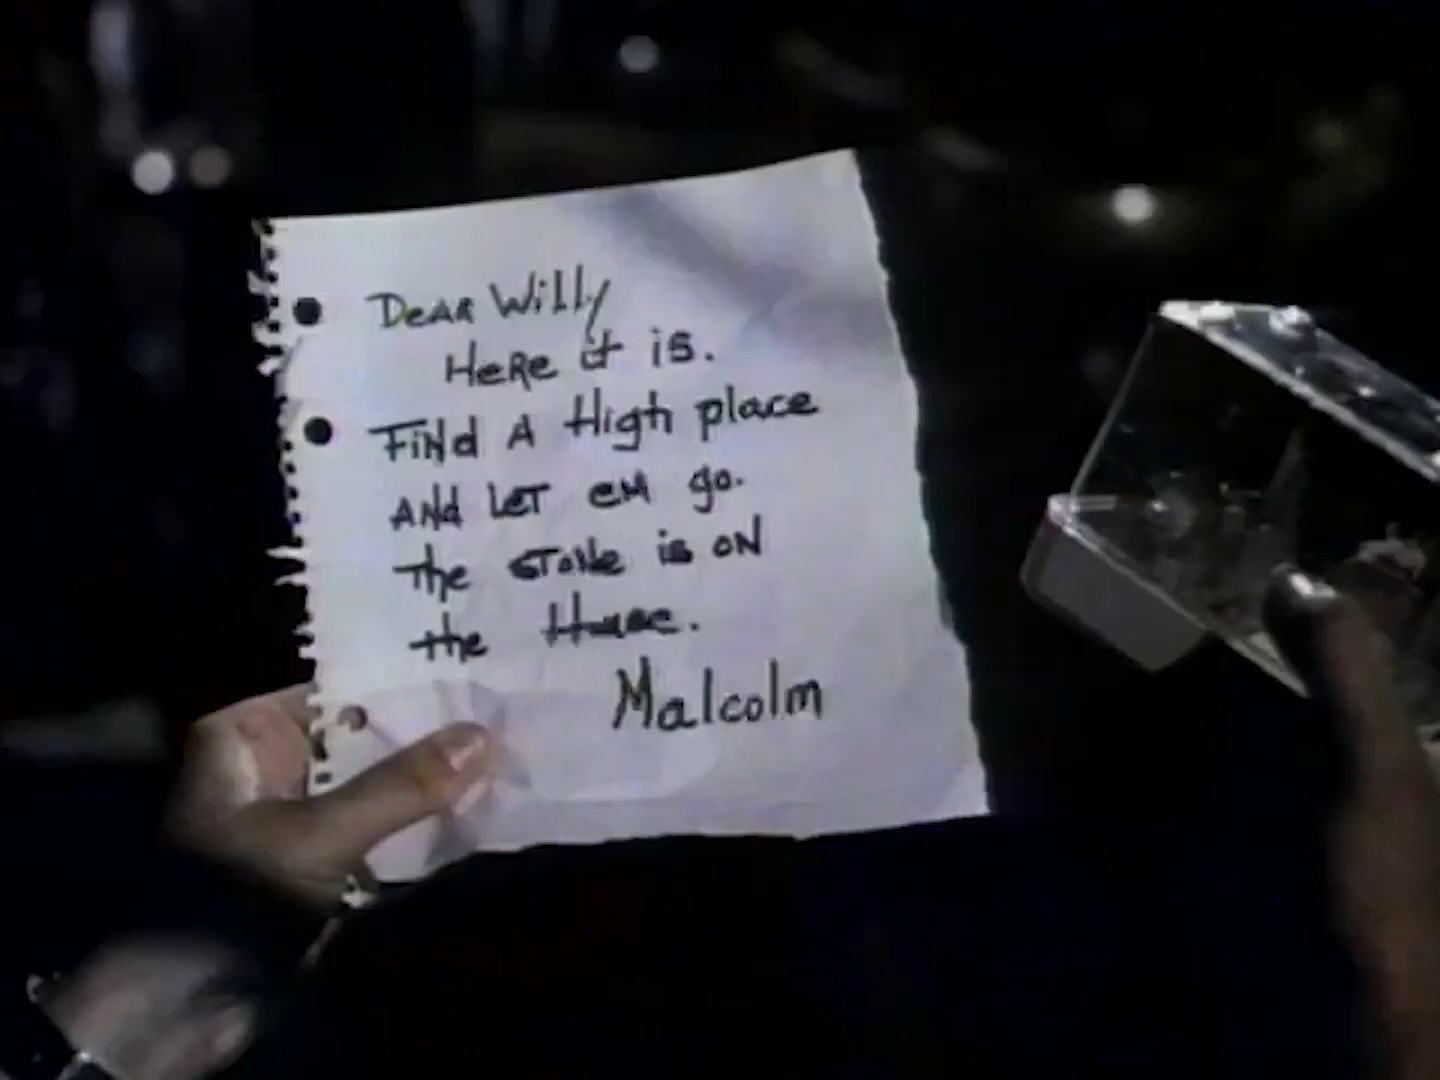 Dear Willy
Here it is.
Find A High place
And let em go.
The stone is on
the House.
Malcolm